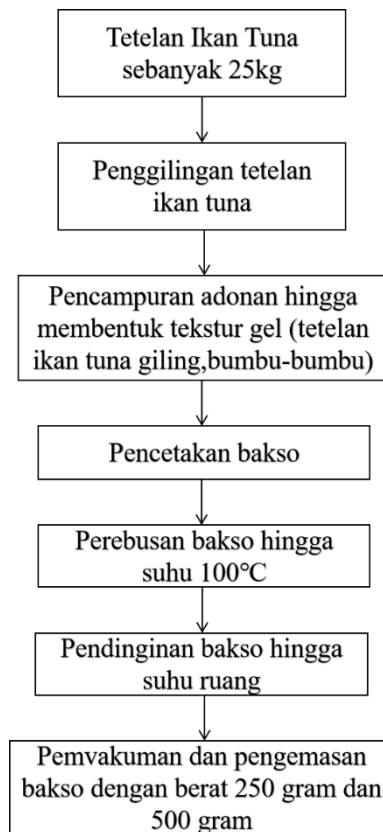 Tetelan Ikan Tuna
sebanyak 25kg
Penggilingan tetelan
ikan tuna
Pencampuran adonan hingga
membentuk tekstur gel (tetelan
ikan tuna giling,bumbu-bumbu)
Pencetakan bakso
Perebusan bakso hingga
suhu 100°C
Pendinginan bakso hingga
suhu ruang
Pemvakuman dan pengemasan
bakso dengan berat 250 gram dan
500 gram